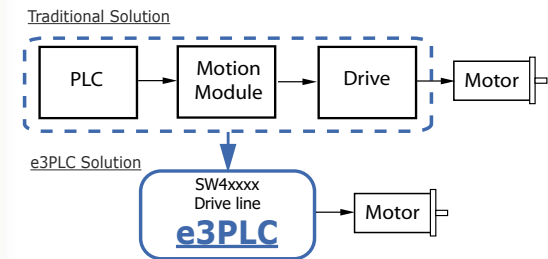 Traditional Solution
PLC
Motion
Module
Drive
Motor
e3PLC Solution
SW4xxxx
Drive line
e3PLC
Motor